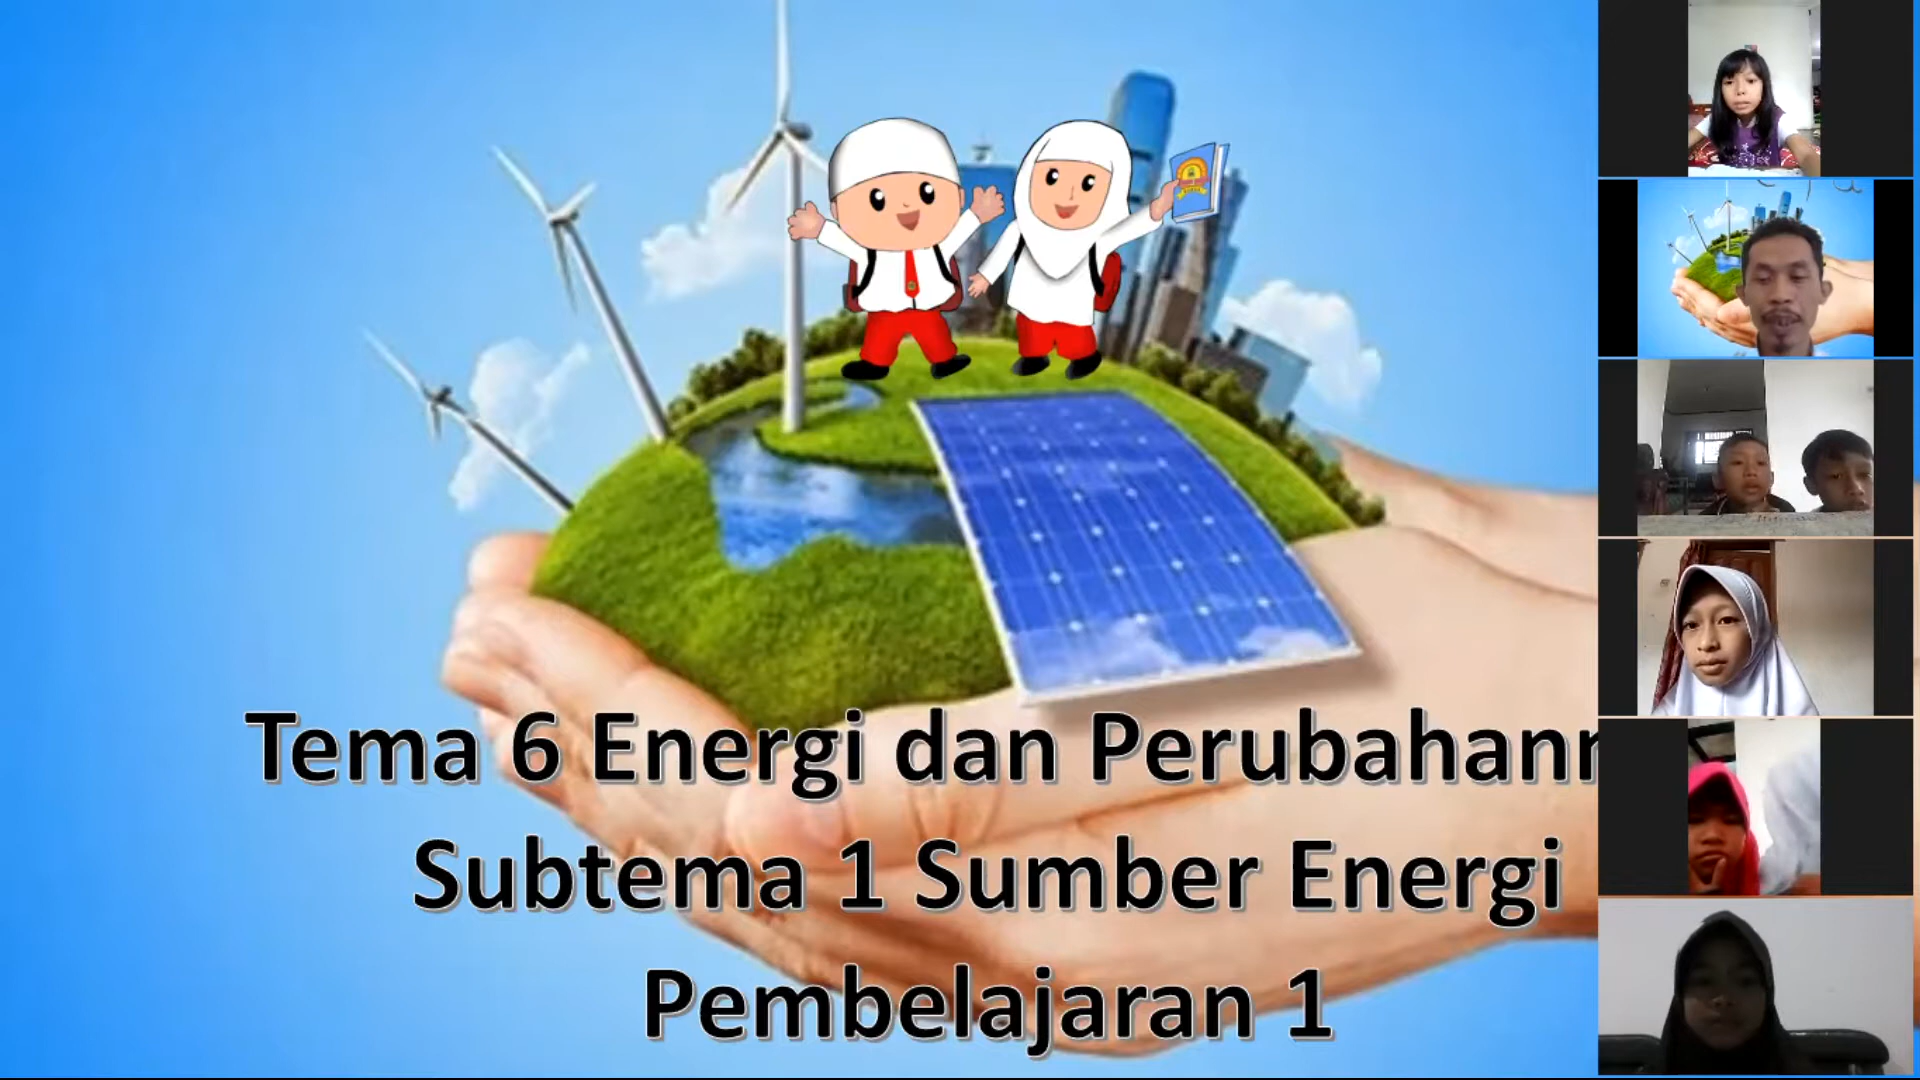 Tema 6 Energi dan Perubahann
Subtema 1 Sumber Energi
Pembelajaran 1